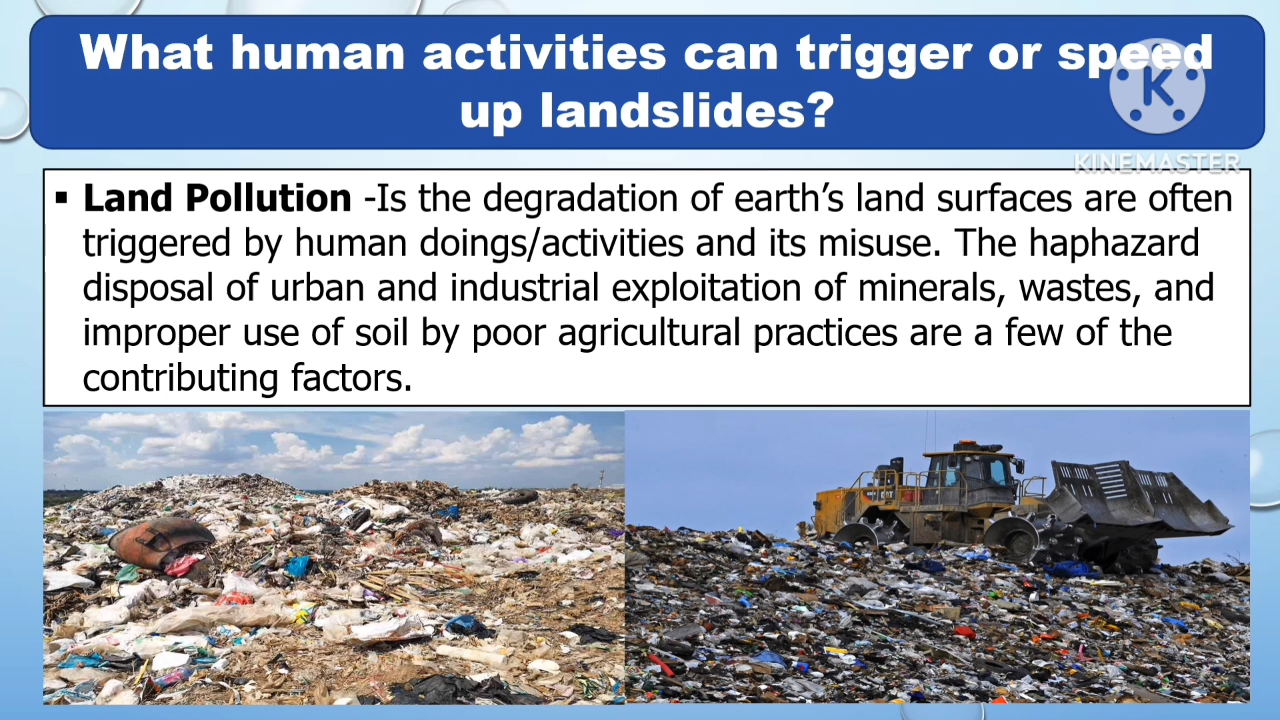 What human activities can trigger or speed
up landslides?
K
KINEMASTER
▪ Land Pollution -Is the degradation of earth’s land surfaces are often
triggered by human doings/activities and its misuse. The haphazard
disposal of urban and industrial exploitation of minerals, wastes, and
improper use of soil by poor agricultural practices are a few of the
contributing factors.